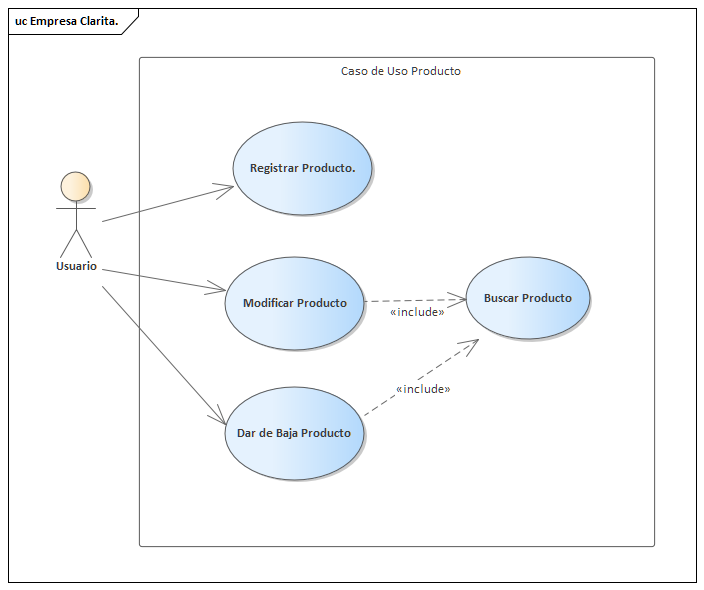 uc Empresa Clarita.
Caso de Uso Producto
Registrar Producto.
Usuario
Modificar Producto
«include»
Buscar Producto
«include»
Dar de Baja Producto